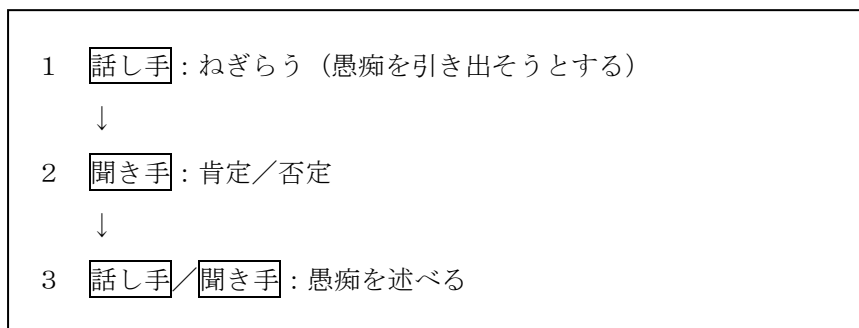 1 話し手：ねぎらう（愚痴を引き出そうとする）
↓
2 聞き手：肯定／否定
↓
3 話し手／聞き手：愚痴を述べる